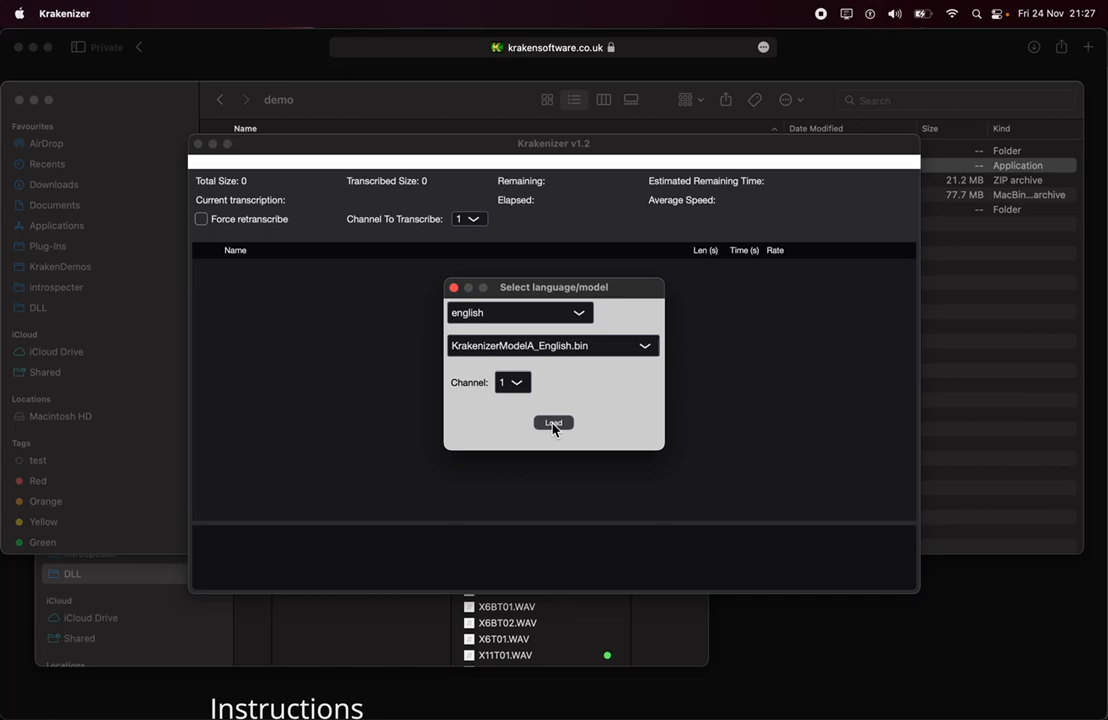 Krakenizer
Fri 24 Nov 21:27
Private
krakensoftware.co.uk
demo
Search
Favourites
AirDrop
Recents
Downloads
Documents
Applications
Plug-Ins
KrakenDemos
introspecter
DLL
iCloud
iCloud Drive
Shared
Locations
Macintosh HD
Tags
test
Red
Orange
Yellow
Green
Name
Date Modified
Size
Kind
-- Folder
-- Application
21.2 MB ZIP archive
77.7 MB MacBin...archive
-- Folder
Krakenizer v1.2
Total Size: 0
Transcribed Size: 0
Remaining:
Estimated Remaining Time:
Current transcription:
Elapsed:
Average Speed:
Force retranscribe
Channel To Transcribe: 1
Name
Len (s)
Time (s)
Rate
Select language/model
english
KrakenizerModelA_English.bin
Channel: 1
Load
DLL
iCloud
iCloud Drive
Shared
Locations
X6BT01.WAV
X6BT02.WAV
X6T01.WAV
X11T01.WAV
Instructions